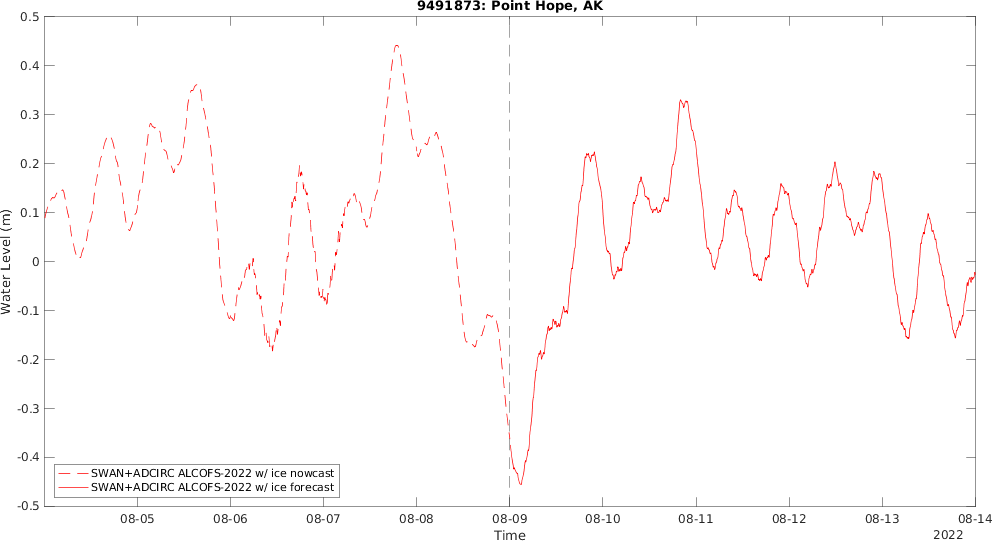 9491873: Point Hope, AK
0.5
0.4
0.3
0.2
0.1
0
-0.1
-0.2
-0.3
-0.4
-0.5
Water Level (m)
SWAN+ADCIRC ALCOFS-2022 w/ ice nowcast
SWAN+ADCIRC ALCOFS-2022 w/ ice forecast
08-05 08-06 08-07 08-08 08-09 08-10 08-11 08-12 08-13 08-14
Time
2022